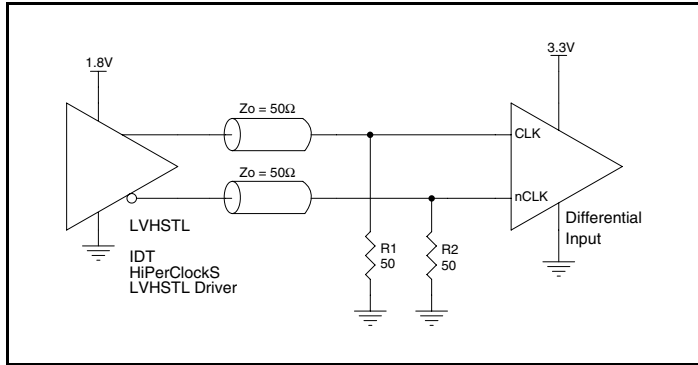 1.8V
3.3V
Zo = 50Ω
Zo = 50Ω
CLK
nCLK
LVHSTL
IDT
HiPerClockS
LVHSTL Driver
R1
50
R2
50
Differential
Input